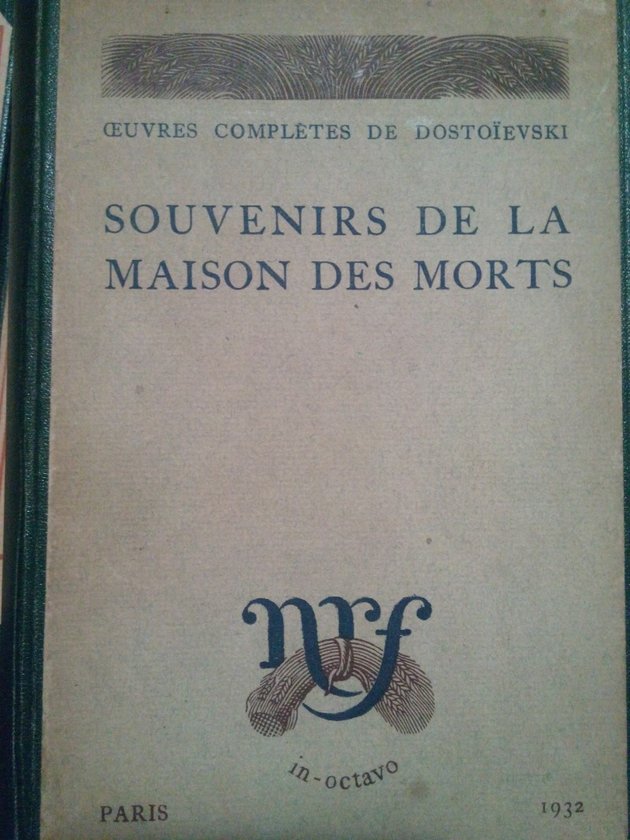 ŒUVRES COMPLÈTES DE DOSTOÏEVSKI
SOUVENIRS DE LA
MAISON DES MORTS
nrf
in-octavo
PARIS 1932